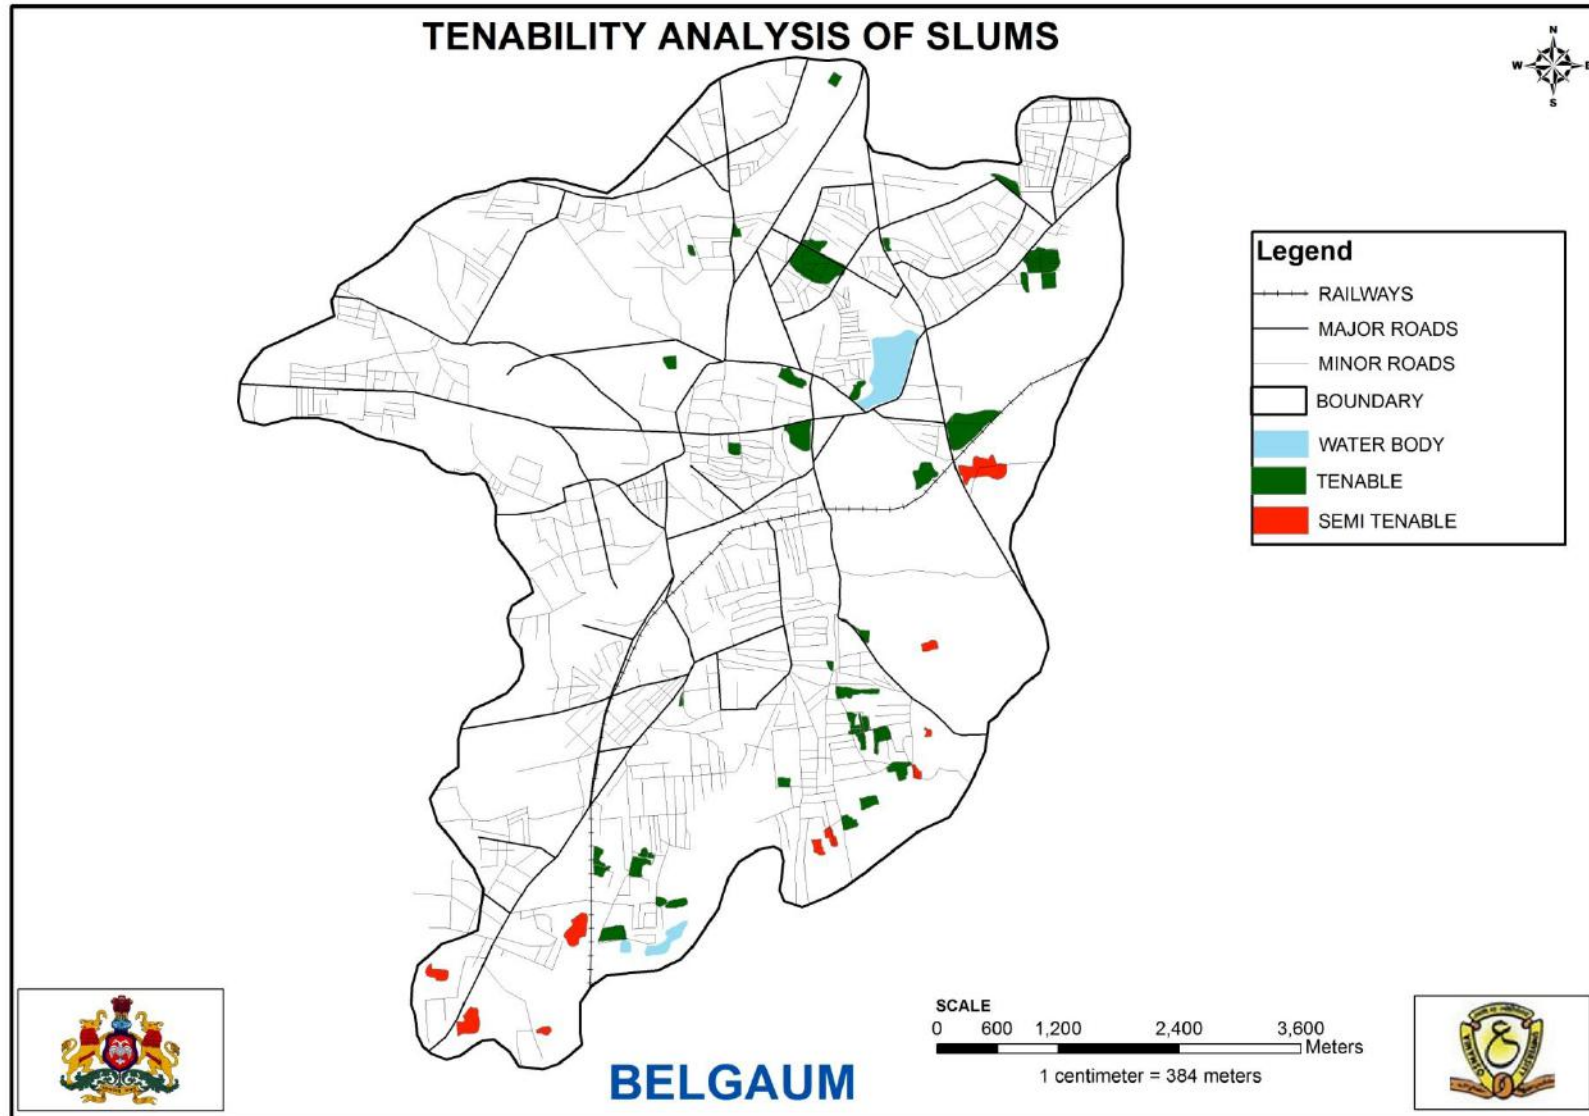 TENABILITY ANALYSIS OF SLUMS
N
W E
S
Legend
RAILWAYS
MAJOR ROADS
MINOR ROADS
BOUNDARY
WATER BODY
TENABLE
SEMI TENABLE
SCALE
0 600 1,200 2,400 3,600
Meters
1 centimeter = 384 meters
BELGAUM